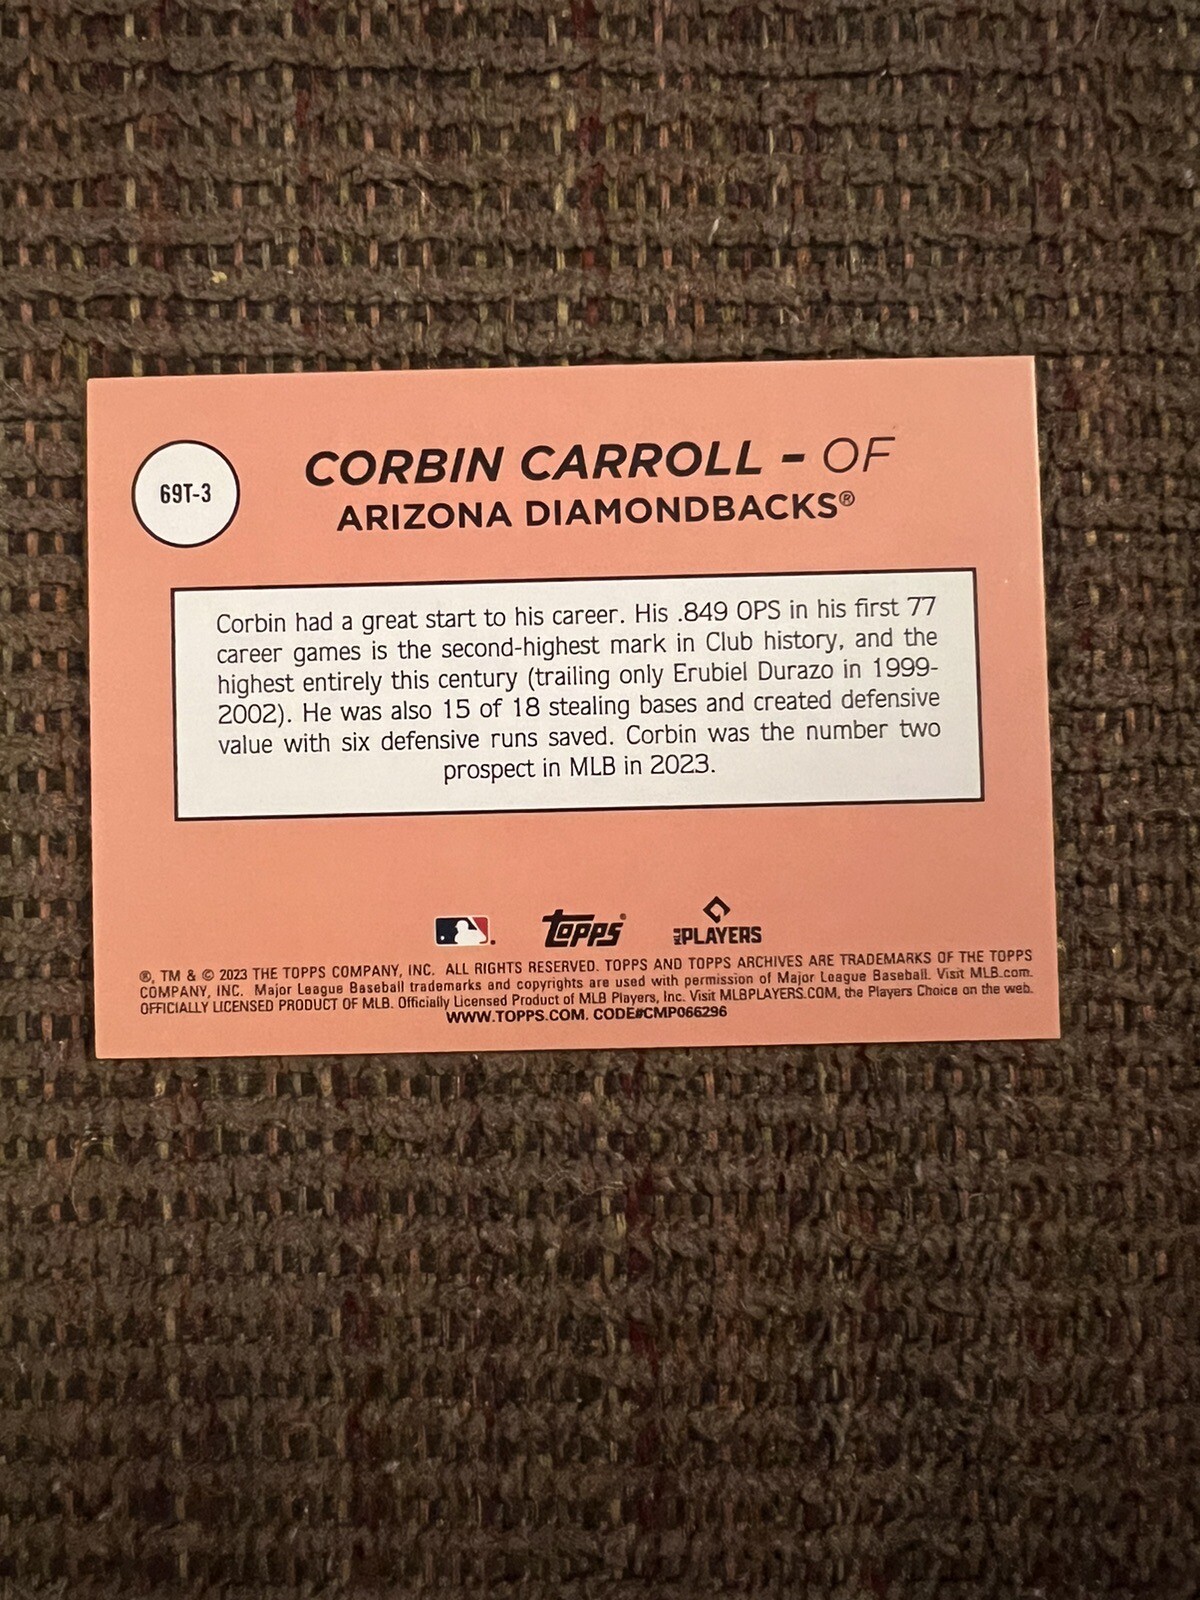 69T-3
CORBIN CARROLL – OF
ARIZONA DIAMONDBACKS®
Corbin had a great start to his career. His .849 OPS in his first 77
career games is the second-highest mark in Club history, and the
highest entirely this century (trailing only Erubiel Durazo in 1999-
2002). He was also 15 of 18 stealing bases and created defensive
value with six defensive runs saved. Corbin was the number two
prospect in MLB in 2023.
Topps® PLAYERS
®, TM & © 2023 THE TOPPS COMPANY, INC. ALL RIGHTS RESERVED. TOPPS AND TOPPS ARCHIVES ARE TRADEMARKS OF THE TOPPS
COMPANY, INC. Major League Baseball trademarks and copyrights are used with permission of Major League Baseball. Visit MLB.com.
OFFICIALLY LICENSED PRODUCT OF MLB. Officially Licensed Product of MLB Players, Inc. Visit MLBPLAYERS.COM, the Players Choice on the web.
WWW.TOPPS.COM. CODE#CMP066296